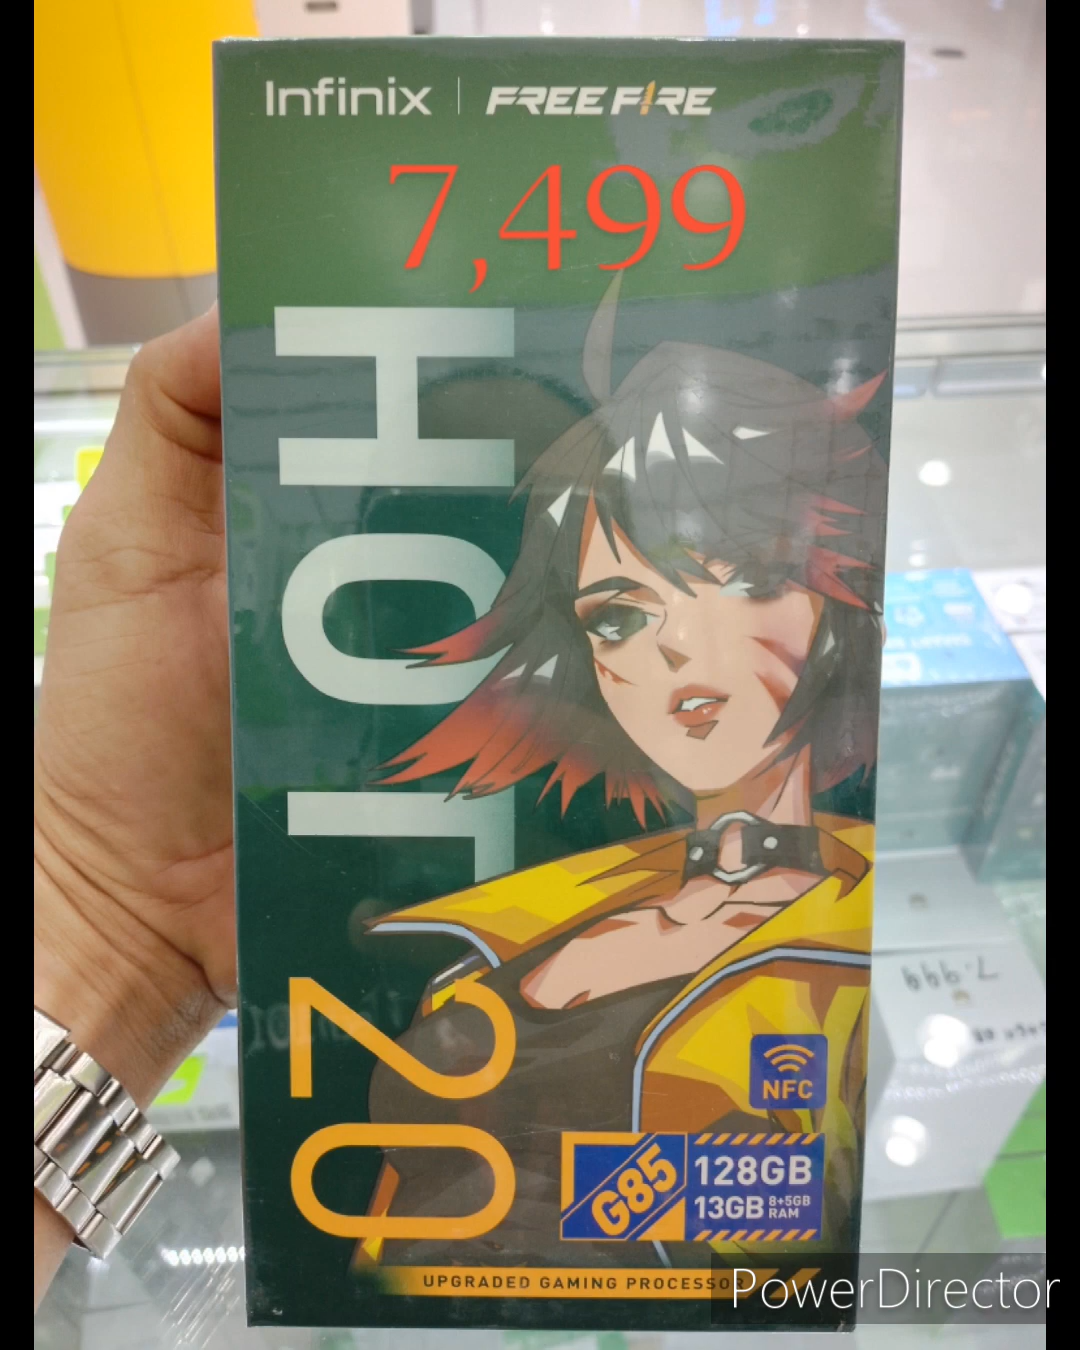 Infinix | FREE FIRE
7,499
HOT 20
NFC
G85
128GB
13GB 8+5GB RAM
UPGRADED GAMING PROCESSOR
7.999
PowerDirector